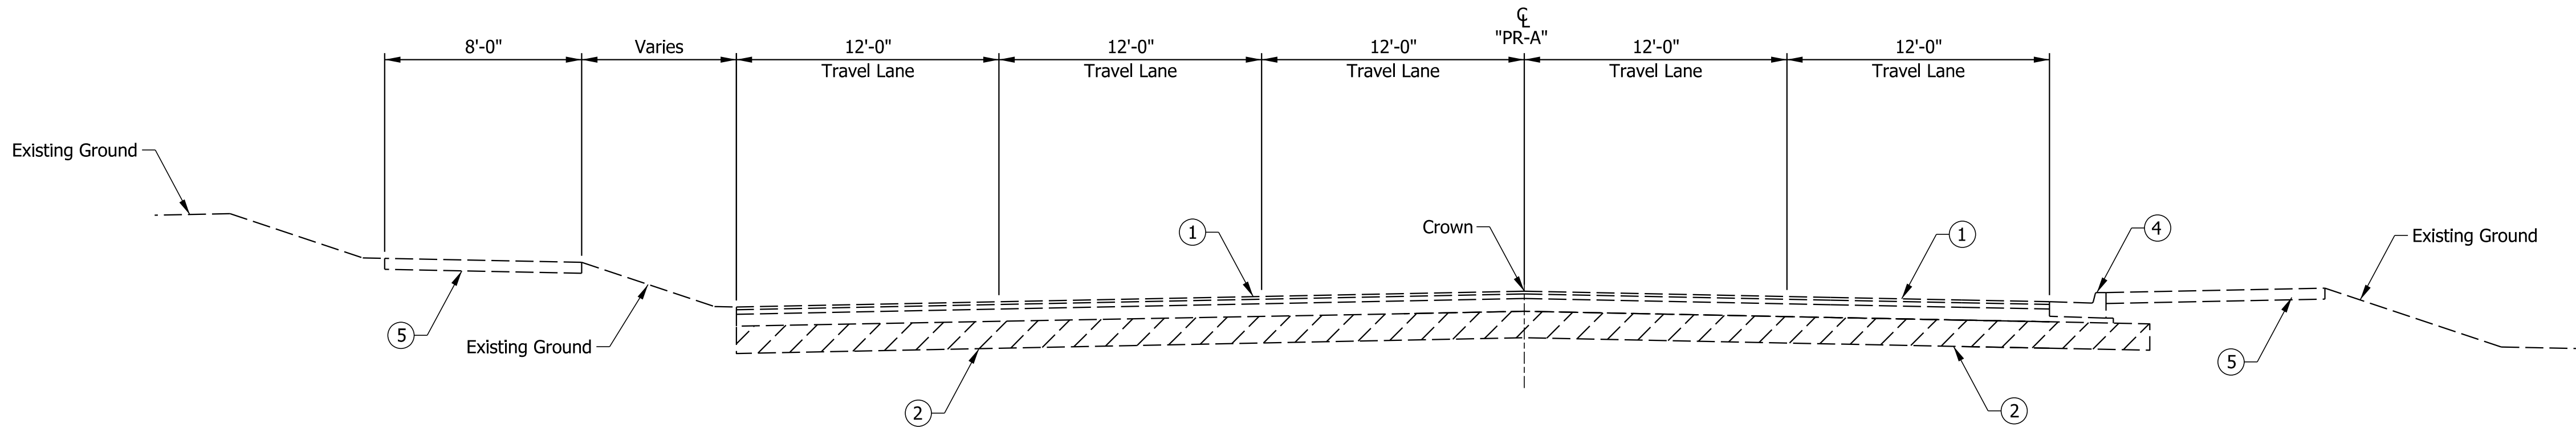 ℄
"PR-A"
8'-0"
Varies
12'-0"
12'-0"
12'-0"
12'-0"
12'-0"
Travel Lane
Travel Lane
Travel Lane
Travel Lane
Travel Lane
Existing Ground
1
Crown
1
4
Existing Ground
5
Existing Ground
5
2
2